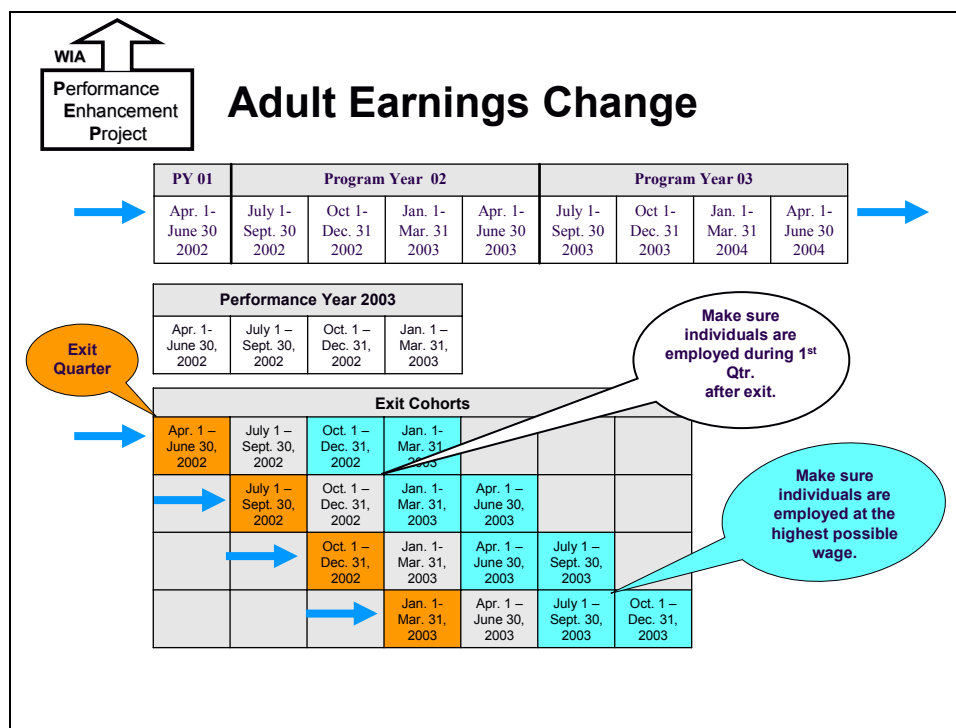 WIA
Performance
Enhancement
Project
Adult Earnings Change
PY 01
Program Year 02
Program Year 03
Apr. 1-
June 30
2002
July 1-
Sept. 30
2002
Oct 1-
Dec. 31
2002
Jan. 1-
Mar. 31
2003
Apr. 1-
June 30
2003
July 1-
Sept. 30
2003
Oct 1-
Dec. 31
2003
Jan. 1-
Mar. 31
2004
Apr. 1-
June 30
2004
Performance Year 2003
Apr. 1-
June 30,
2002
July 1 –
Sept. 30,
2002
Oct. 1 –
Dec. 31,
2002
Jan. 1 –
Mar. 31,
2003
Make sure
individuals are
employed during 1st
Qtr.
after exit.
Exit
Quarter
Exit Cohorts
Apr. 1 –
June 30,
2002
July 1 –
Sept. 30,
2002
Oct. 1 –
Dec. 31,
2002
Jan. 1-
Mar. 31,
2003
Make sure
individuals are
employed at the
highest possible
wage.
July 1 –
Sept. 30,
2002
Oct. 1 –
Dec. 31,
2002
Jan. 1-
Mar. 31,
2003
Apr. 1 –
June 30,
2003
Oct. 1 –
Dec. 31,
2002
Jan. 1-
Mar. 31,
2003
Apr. 1 –
June 30,
2003
July 1 –
Sept. 30,
2003
Jan. 1-
Mar. 31,
2003
Apr. 1 –
June 30,
2003
July 1 –
Sept. 30,
2003
Oct. 1 –
Dec. 31,
2003